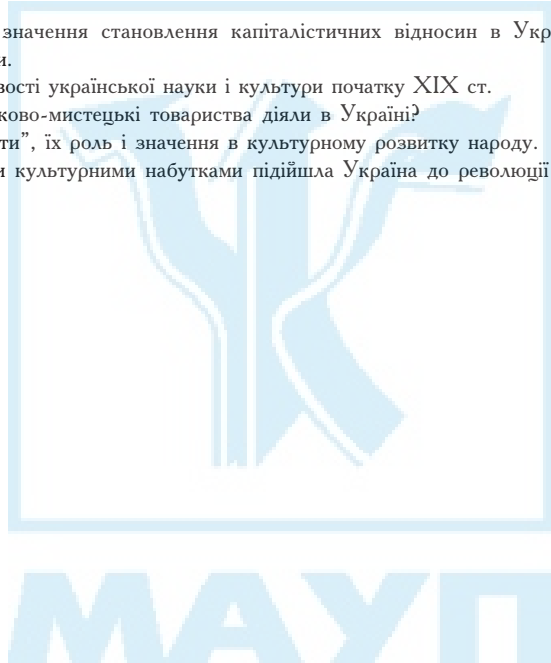 значення становлення капіталістичних відносин в Укр
и.
вості української науки і культури початку XIX ст.
ково-мистецькі товариства діяли в Україні?
ти”, їх роль і значення в культурному розвитку народу.
и культурними набутками підійшла Україна до революції
МАУП